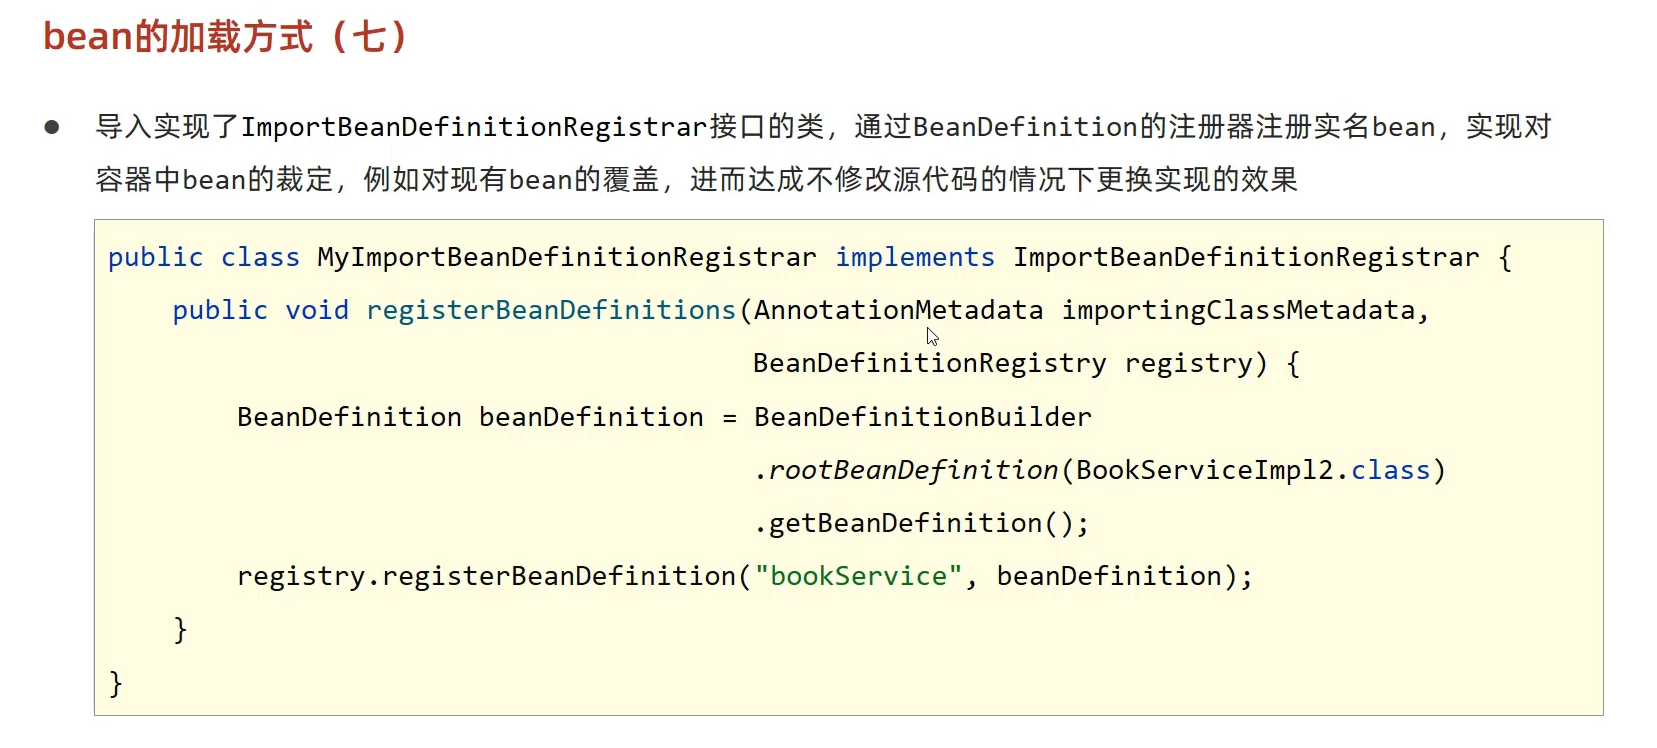 bean的加载方式（七）
导入实现了ImportBeanDefinitionRegistrar接口的类，通过BeanDefinition的注册器注册实名bean，实现对
容器中bean的裁定，例如对现有bean的覆盖，进而达成不修改源代码的情况下更换实现的效果
public class MyImportBeanDefinitionRegistrar implements ImportBeanDefinitionRegistrar {
    public void registerBeanDefinitions(AnnotationMetadata importingClassMetadata,
                                        BeanDefinitionRegistry registry) {
        BeanDefinition beanDefinition = BeanDefinitionBuilder
                                        .rootBeanDefinition(BookServiceImpl2.class)
                                        .getBeanDefinition();
        registry.registerBeanDefinition("bookService", beanDefinition);
    }
}